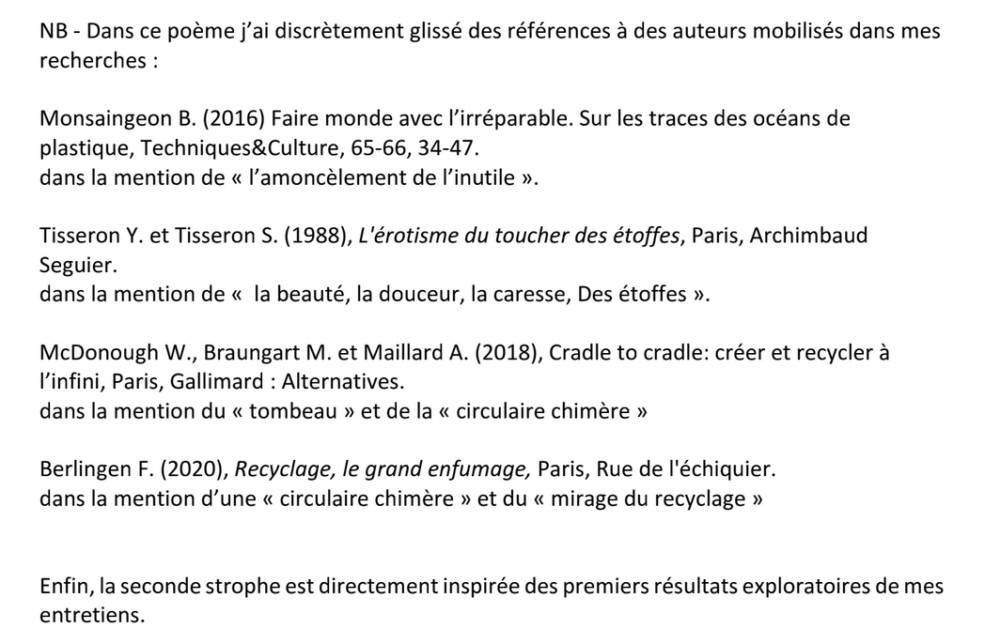 NB - Dans ce poème j’ai discrètement glissé des références à des auteurs mobilisés dans mes
recherches :
Monsaingeon B. (2016) Faire monde avec l’irréparable. Sur les traces des océans de
plastique, Techniques&Culture, 65-66, 34-47.
dans la mention de « l’amoncèlement de l’inutile ».
Tisseron Y. et Tisseron S. (1988), L'érotisme du toucher des étoffes, Paris, Archimbaud
Seguier.
dans la mention de «  la beauté, la douceur, la caresse, Des étoffes ».
McDonough W., Braungart M. et Maillard A. (2018), Cradle to cradle: créer et recycler à
l’infini, Paris, Gallimard : Alternatives.
dans la mention du « tombeau » et de la « circulaire chimère »
Berlingen F. (2020), Recyclage, le grand enfumage, Paris, Rue de l'échiquier.
dans la mention d’une « circulaire chimère » et du « mirage du recyclage »
Enfin, la seconde strophe est directement inspirée des premiers résultats exploratoires de mes
entretiens.